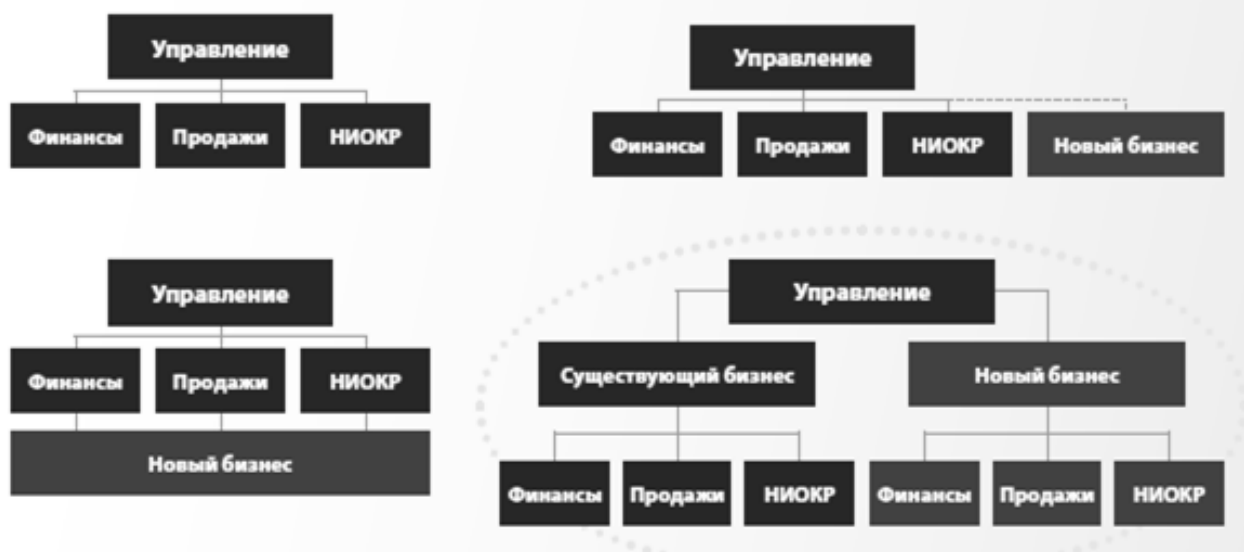 Управление
Финансы Продажи НИОКР
Управление
Финансы Продажи НИОКР Новый бизнес
Управление
Финансы Продажи НИОКР
Новый бизнес
Управление
Существующий бизнес Новый бизнес
Финансы Продажи НИОКР Финансы Продажи НИОКР